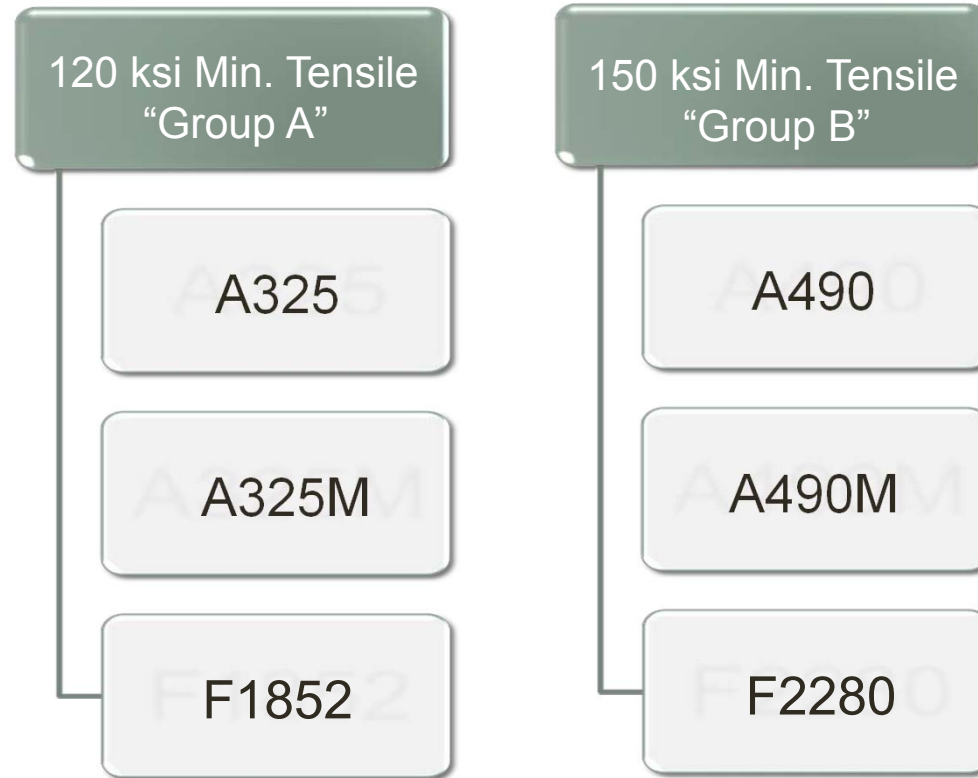 120 ksi Min. Tensile
“Group A”
A325
A325M
F1852
150 ksi Min. Tensile
“Group B”
A490
A490M
F2280